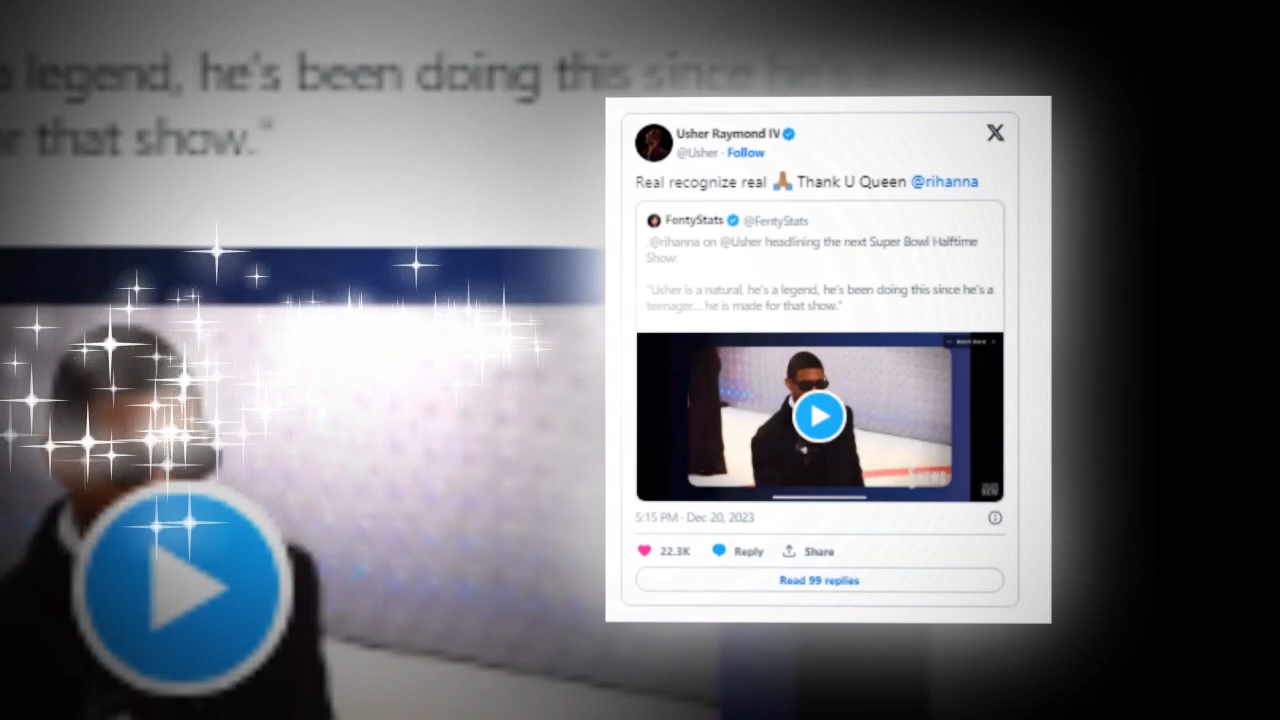 a legend, he's been doing this since he's
or that show."
Usher Raymond IV
@Usher · Follow
Real recognize real 🙏🏽 Thank U Queen @rihanna
FentyStats @FentyStats
.@rihanna on @Usher headlining the next Super Bowl Halftime
Show:
"Usher is a natural, he's a legend, he's been doing this since he's a
teenager... he is made for that show."
5:15 PM · Dec 20, 2023
22.3K Reply Share
Read 99 replies